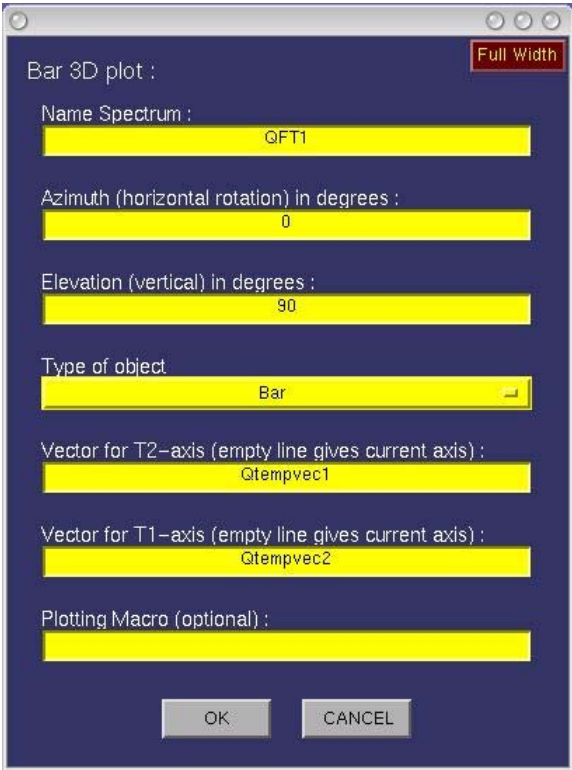 Full Width
Bar 3D plot :
Name Spectrum :
QFT1
Azimuth (horizontal rotation) in degrees :
0
Elevation (vertical) in degrees :
90
Type of object
Bar
Vector for T2-axis (empty line gives current axis) :
Qtempvec1
Vector for T1-axis (empty line gives current axis) :
Qtempvec2
Plotting Macro (optional) :
OK CANCEL